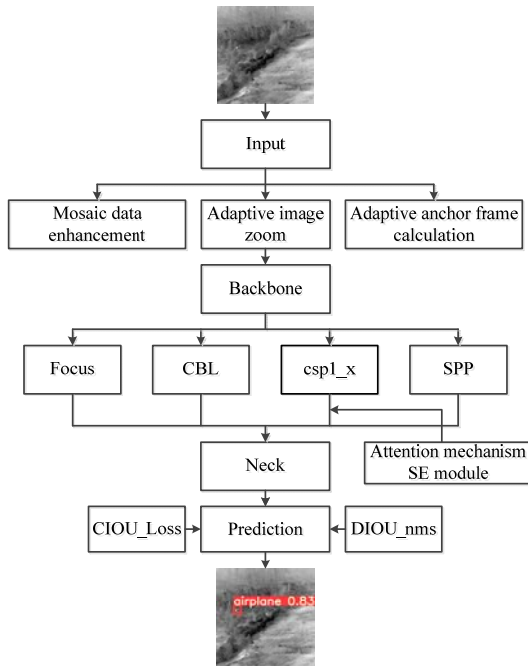 Input
Mosaic data
enhancement
Adaptive image
zoom
Adaptive anchor frame
calculation
Backbone
Focus
CBL
csp1_x
SPP
Attention mechanism
SE module
Neck
CIOU_Loss
Prediction
DIOU_nms
airplane 0.83